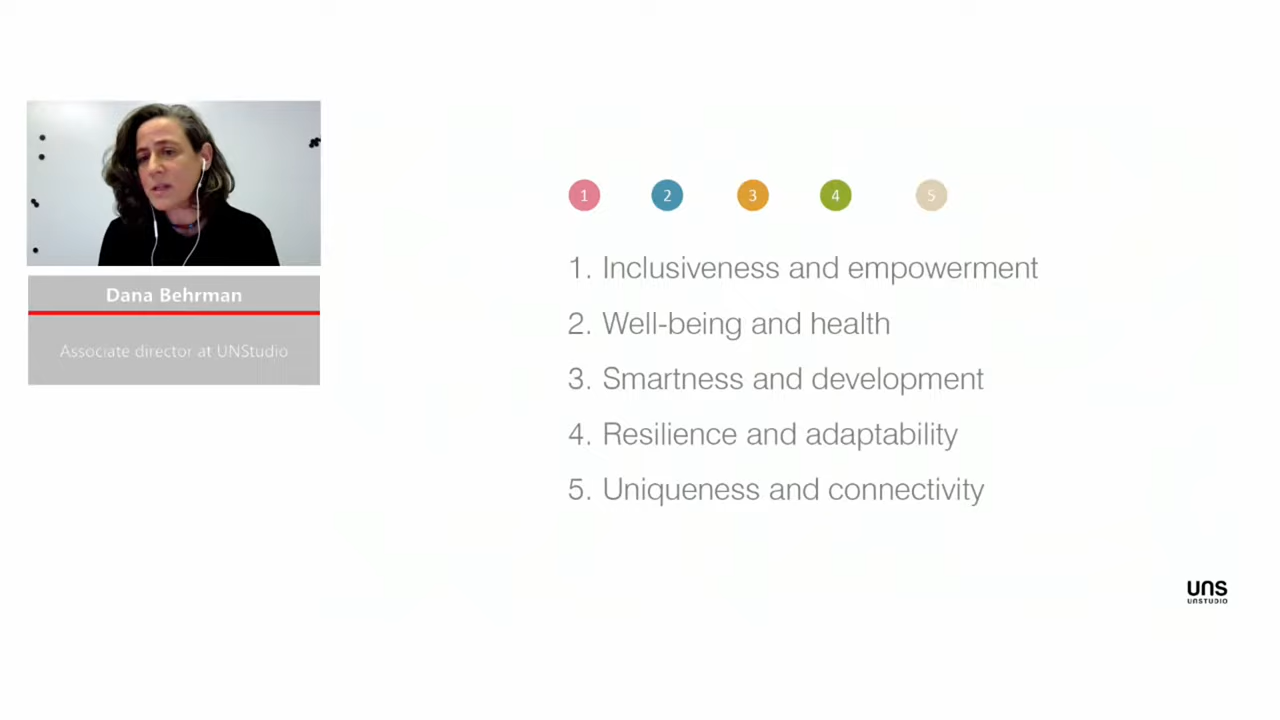 Dana Behrman
Associate director at UNStudio
1 2 3 4 5
1. Inclusiveness and empowerment
2. Well-being and health
3. Smartness and development
4. Resilience and adaptability
5. Uniqueness and connectivity
UNS
UNSTUDIO